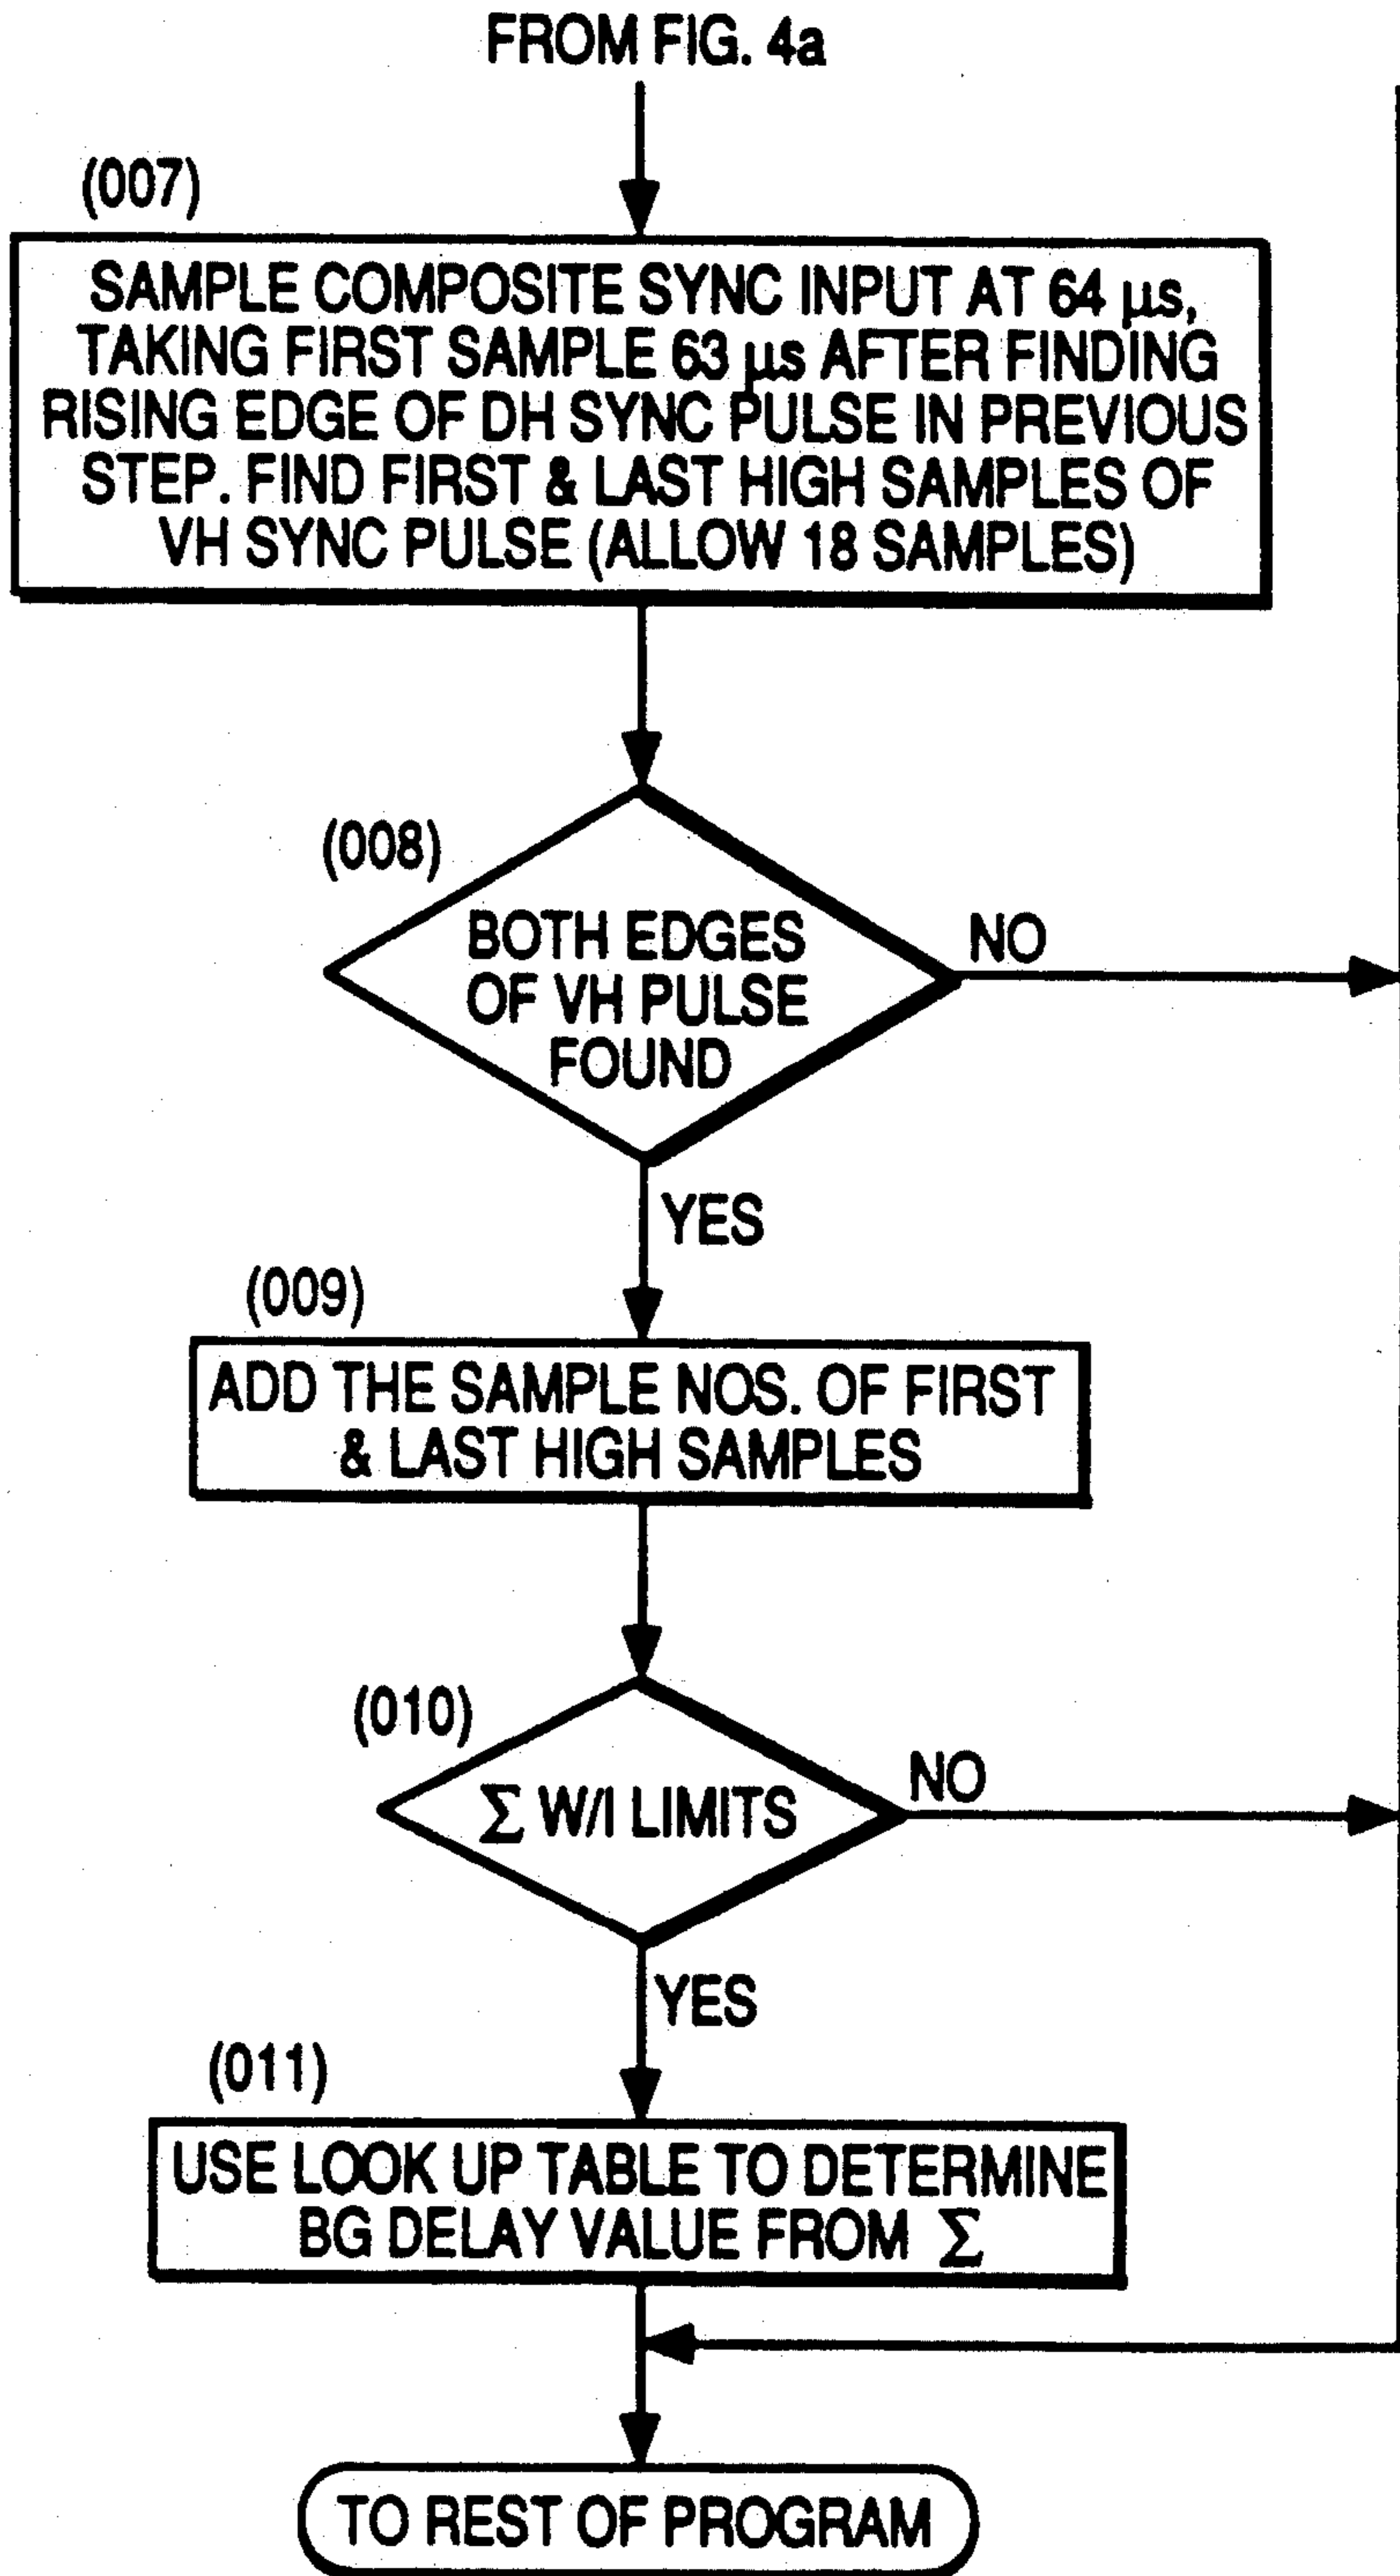 FROM FIG. 4a
(007)
SAMPLE COMPOSITE SYNC INPUT AT 64 µs,
TAKING FIRST SAMPLE 63 µs AFTER FINDING
RISING EDGE OF DH SYNC PULSE IN PREVIOUS
STEP. FIND FIRST & LAST HIGH SAMPLES OF
VH SYNC PULSE (ALLOW 18 SAMPLES)
(008)
BOTH EDGES
OF VH PULSE
FOUND
NO
YES
(009)
ADD THE SAMPLE NOS. OF FIRST
& LAST HIGH SAMPLES
(010)
Σ W/I LIMITS
NO
YES
(011)
USE LOOK UP TABLE TO DETERMINE
BG DELAY VALUE FROM Σ
TO REST OF PROGRAM